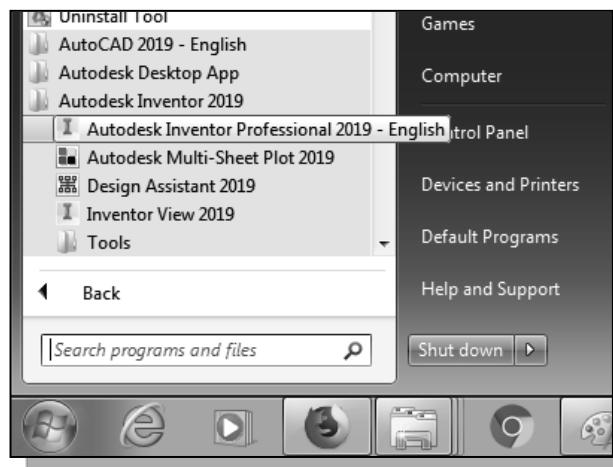 Uninstall Tool
AutoCAD 2019 - English
Autodesk Desktop App
Autodesk Inventor 2019
Autodesk Inventor Professional 2019 - English
Autodesk Multi-Sheet Plot 2019
Design Assistant 2019
Inventor View 2019
Tools
Back
Search programs and files
Games
Computer
ntrol Panel
Devices and Printers
Default Programs
Help and Support
Shut down